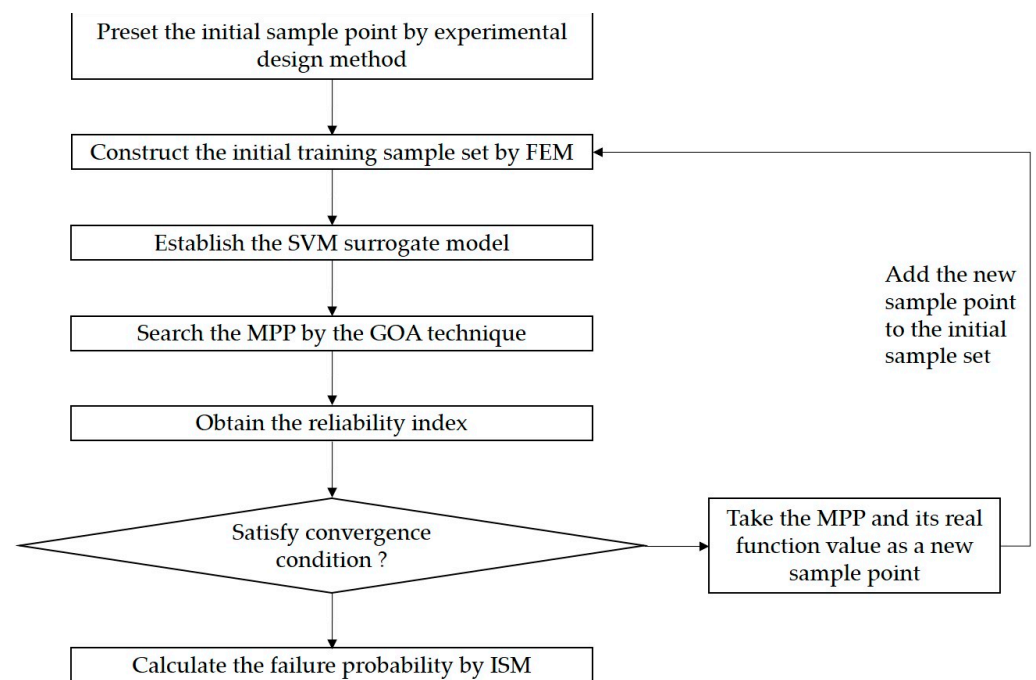 Preset the initial sample point by experimental
design method
Construct the initial training sample set by FEM
Establish the SVM surrogate model
Search the MPP by the GOA technique
Obtain the reliability index
Satisfy convergence
condition ?
Take the MPP and its real
function value as a new
sample point
Add the new
sample point
to the initial
sample set
Calculate the failure probability by ISM